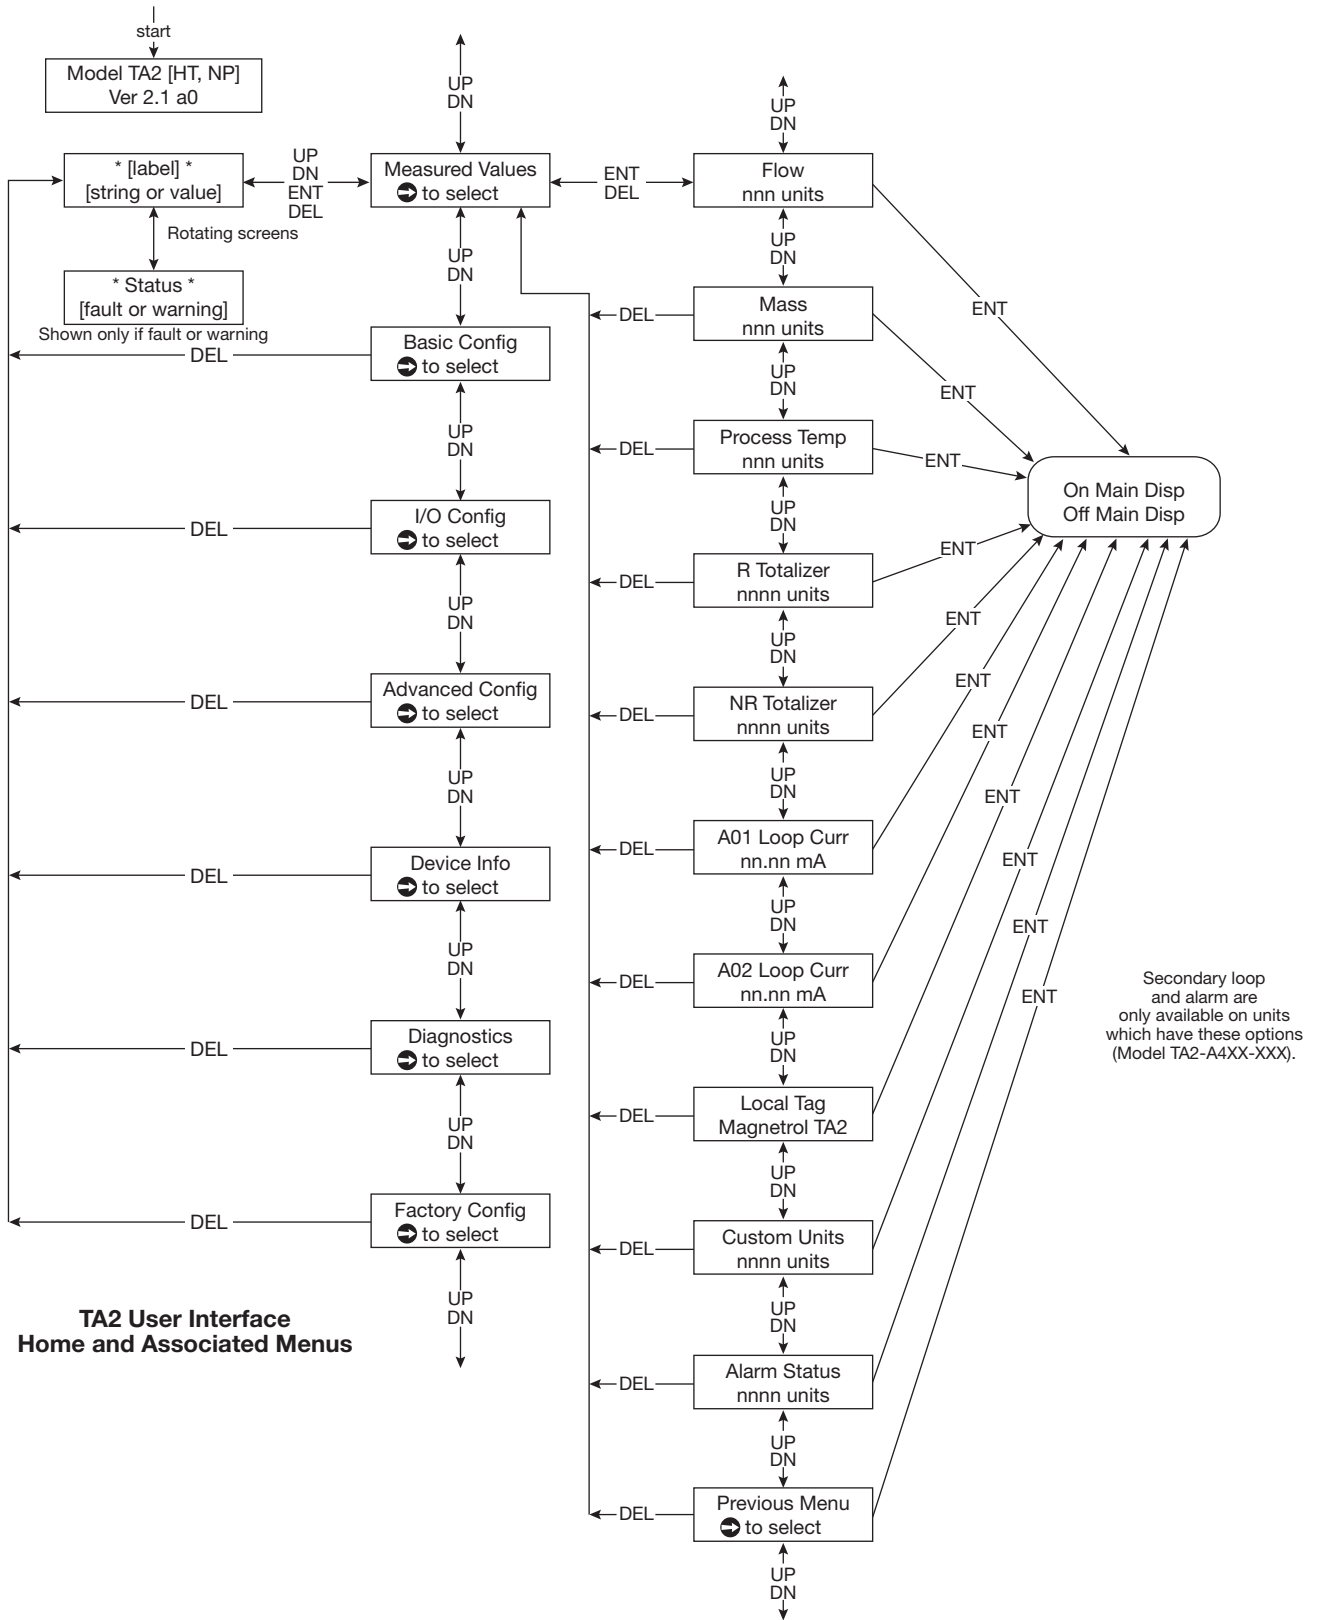 start
Model TA2 [HT, NP]
Ver 2.1 a0
* [label] *
[string or value]
Rotating screens
* Status *
[fault or warning]
Shown only if fault or warning
UP
DN
ENT
DEL
UP
DN
Measured Values
to select
UP
DN
Basic Config
to select
DEL
UP
DN
I/O Config
to select
DEL
UP
DN
Advanced Config
to select
DEL
UP
DN
Device Info
to select
DEL
UP
DN
Diagnostics
to select
DEL
UP
DN
Factory Config
to select
DEL
UP
DN
ENT
DEL
UP
DN
Flow
nnn units
ENT
UP
DN
Mass
nnn units
DEL
ENT
UP
DN
Process Temp
nnn units
DEL
ENT
UP
DN
R Totalizer
nnnn units
DEL
ENT
UP
DN
NR Totalizer
nnnn units
DEL
ENT
UP
DN
A01 Loop Curr
nn.nn mA
DEL
ENT
UP
DN
A02 Loop Curr
nn.nn mA
DEL
ENT
UP
DN
Local Tag
Magnetrol TA2
DEL
ENT
UP
DN
Custom Units
nnnn units
DEL
ENT
UP
DN
Alarm Status
nnnn units
DEL
ENT
UP
DN
Previous Menu
to select
DEL
ENT
UP
DN
On Main Disp
Off Main Disp
Secondary loop
and alarm are
only available on units
which have these options
(Model TA2-A4XX-XXX).
TA2 User Interface
Home and Associated Menus